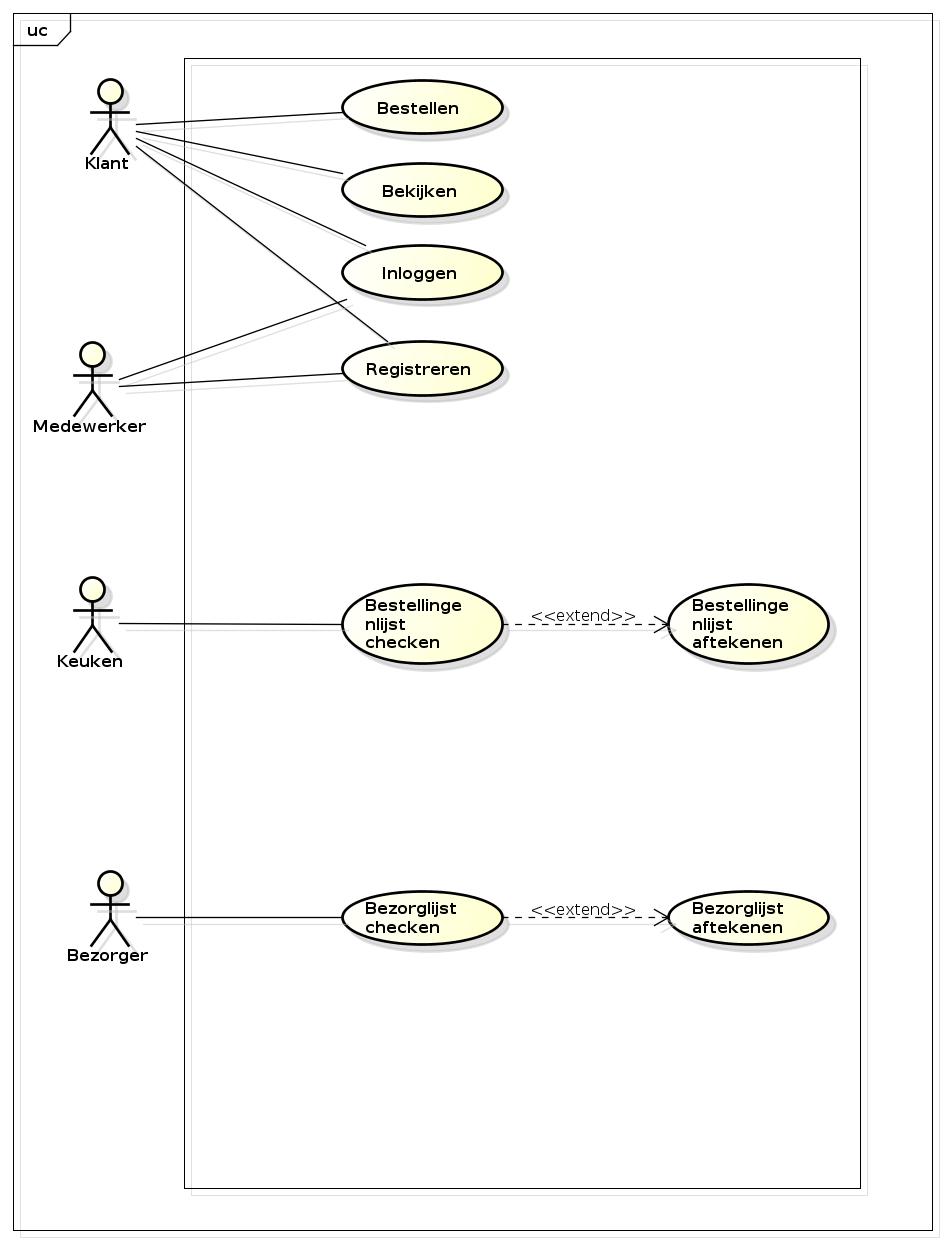 uc
Klant
Bestellen
Bekijken
Inloggen
Registreren
Medewerker
Keuken
Bestellinge
nlijst
checken
<<extend>>
Bestellinge
nlijst
aftekenen
Bezorger
Bezorglijst
checken
<<extend>>
Bezorglijst
aftekenen